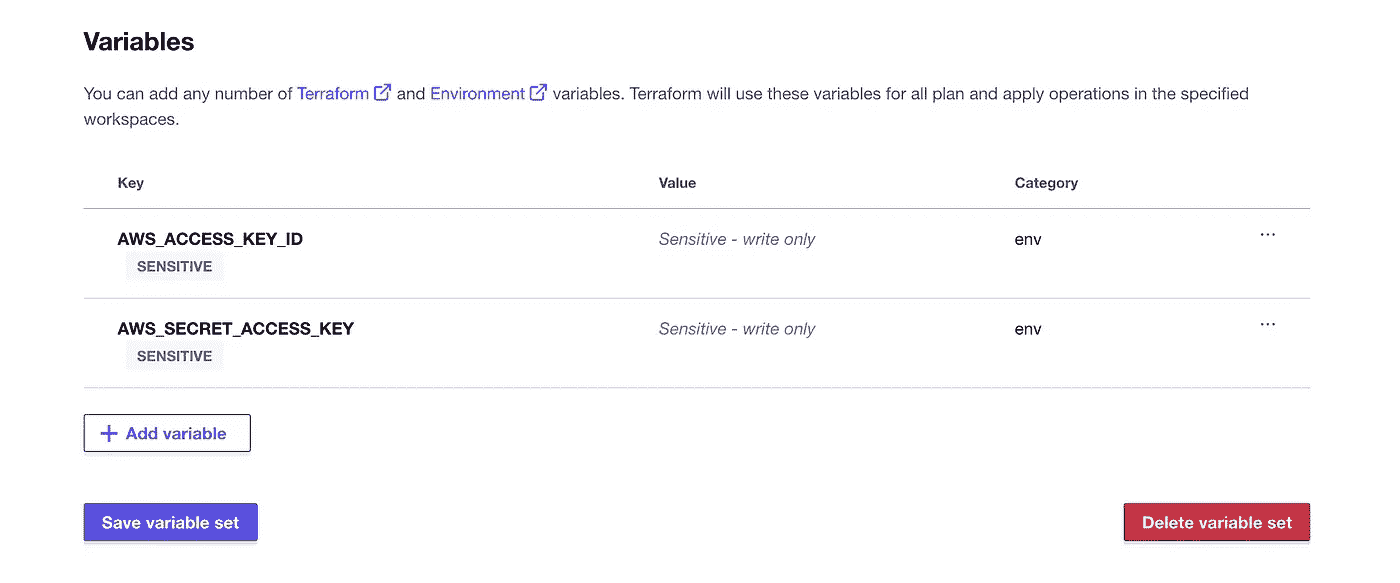 Variables
You can add any number of Terraform and Environment variables. Terraform will use these variables for all plan and apply operations in the specified
workspaces.
Key Value Category
AWS_ACCESS_KEY_ID Sensitive - write only env ...
SENSITIVE
AWS_SECRET_ACCESS_KEY Sensitive - write only env ...
SENSITIVE
+ Add variable
Save variable set Delete variable set